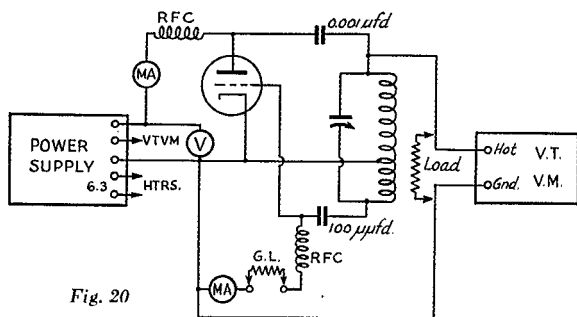 RFC
0.001 µfd
MA
POWER
SUPPLY
VTVM
V
6.3
HTRS.
Load
Hot
Gnd.
V.T.
V.M.
100 µµfd.
G.L.
RFC
MA
Fig. 20